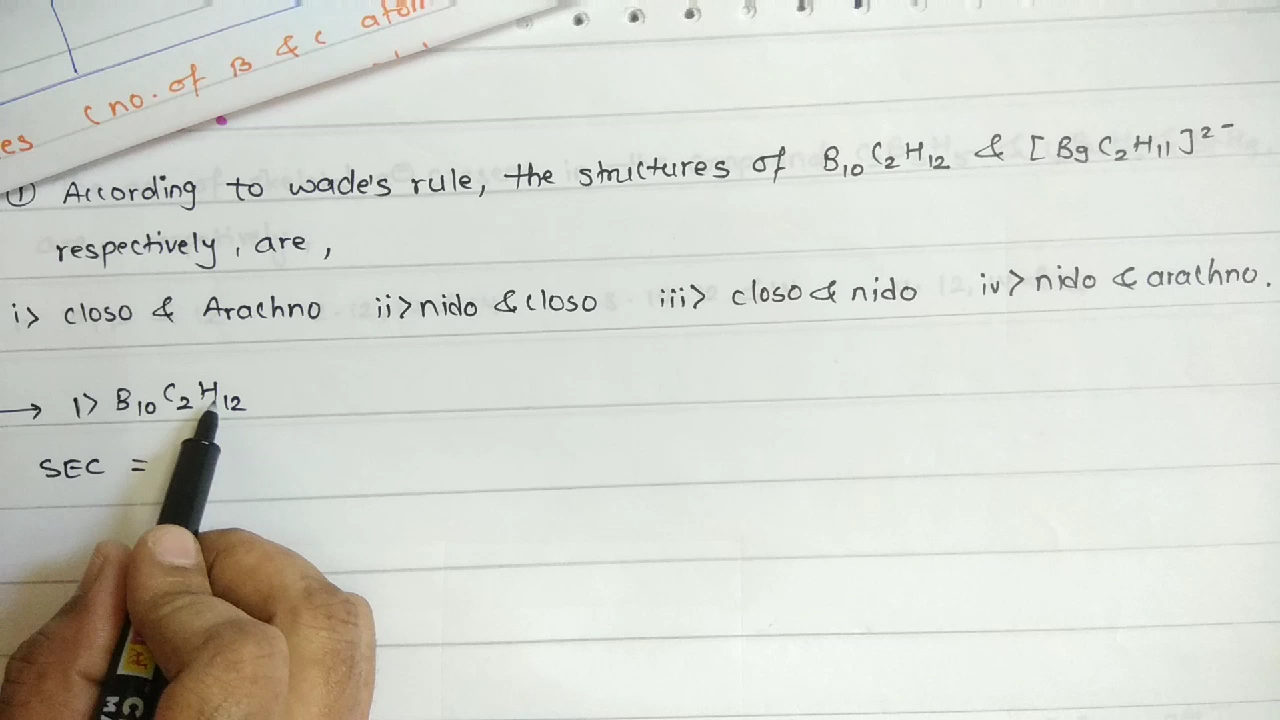 es (no. of B & C atom
① According to wade's rule, the structures of B₁₀C₂H₁₂ & [B₉C₂H₁₁]²⁻
respectively, are,
i> closo & Arachno ii> nido & closo iii> closo & nido iv> nido & arachno.
→ 1> B₁₀C₂H₁₂
SEC =